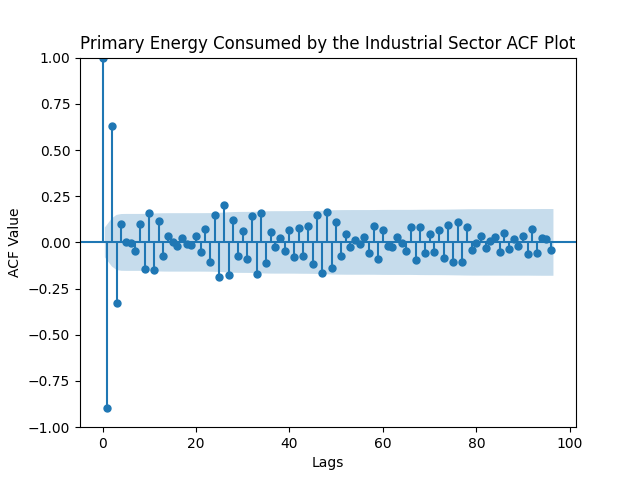 Primary Energy Consumed by the Industrial Sector ACF Plot
1.00
0.75
0.50
0.25
0.00
−0.25
−0.50
−0.75
−1.00
ACF Value
0 20 40 60 80 100
Lags